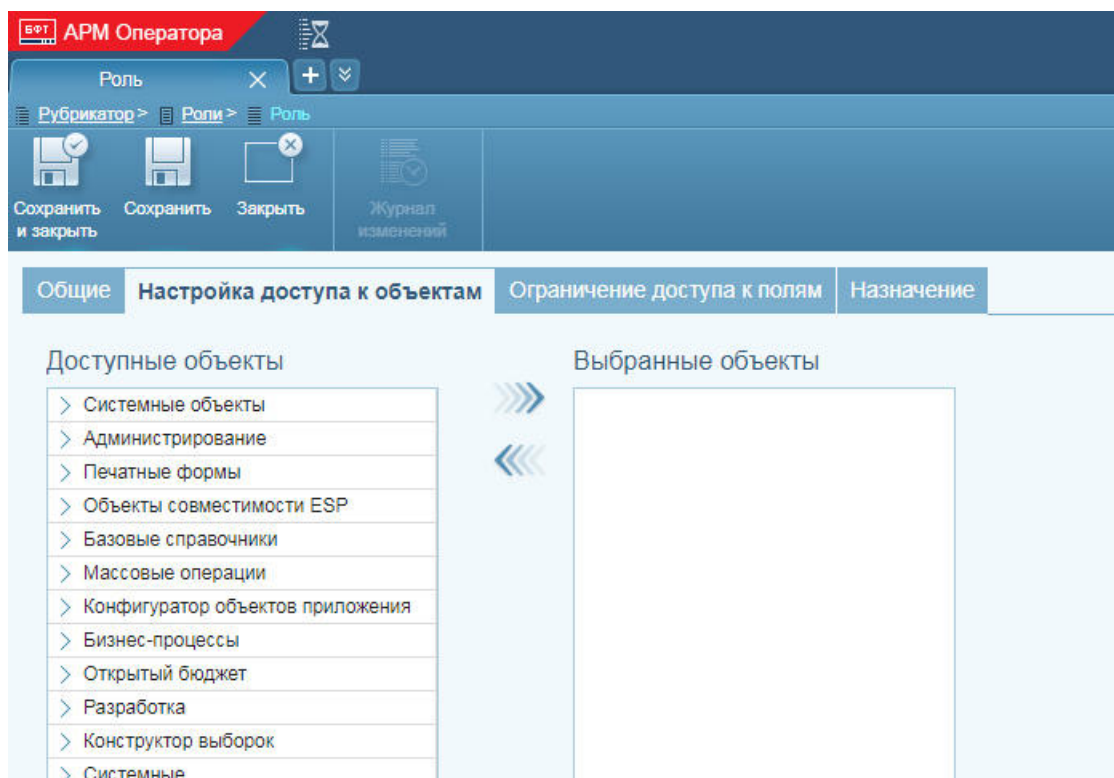 БФТ АРМ Оператора
Роль
Рубрикатор > Роли > Роль
Сохранить и закрыть
Сохранить
Закрыть
Журнал изменений
Общие
Настройка доступа к объектам
Ограничение доступа к полям
Назначение
Доступные объекты
Системные объекты
Администрирование
Печатные формы
Объекты совместимости ESP
Базовые справочники
Массовые операции
Конфигуратор объектов приложения
Бизнес-процессы
Открытый бюджет
Разработка
Конструктор выборок
Системные
Выбранные объекты